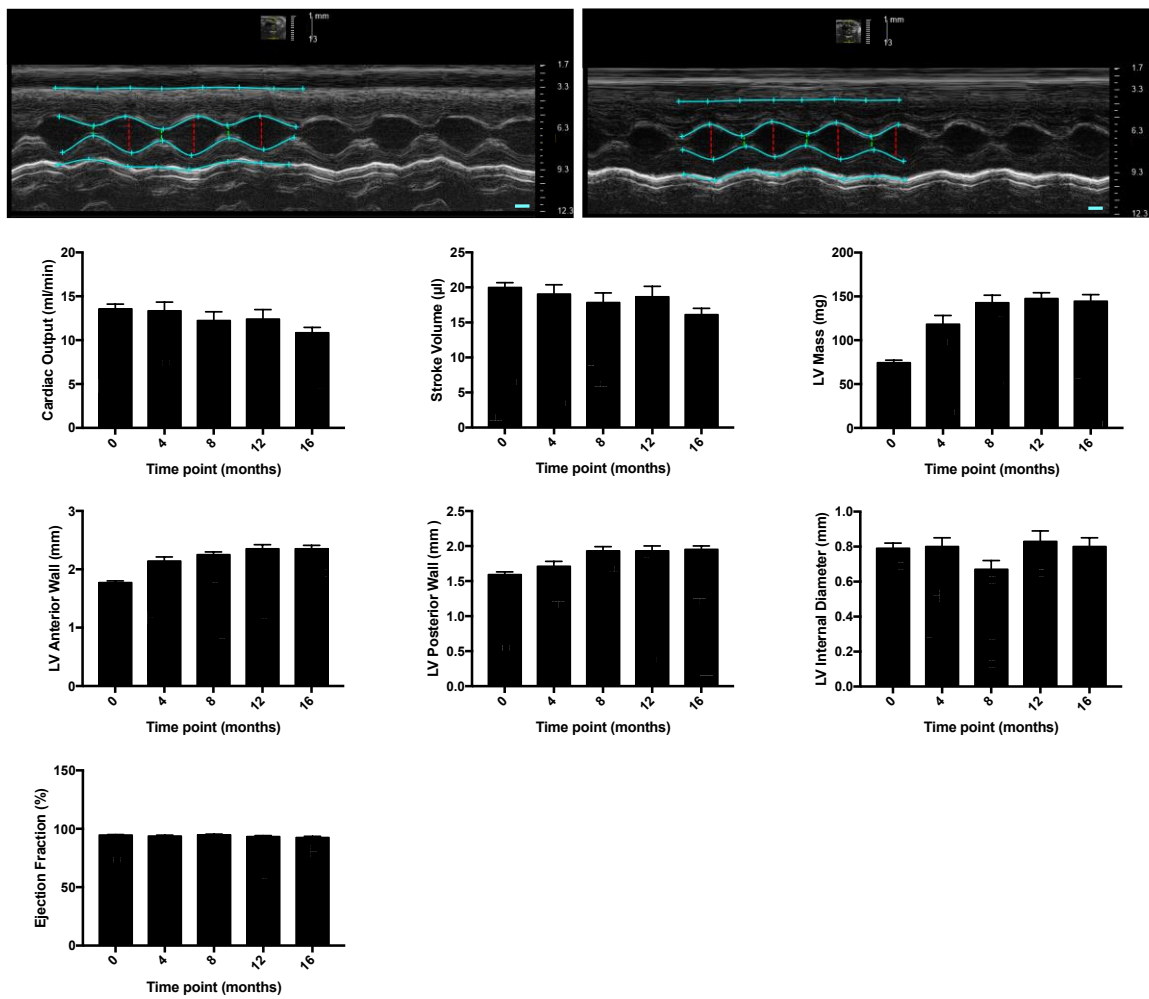 1 mm
13
1.7
3.3
6.3
9.3
12.3
1 mm
13
1.7
3.3
6.3
9.3
12.3
Cardiac Output (ml/min)
20
15
10
5
0
0 4 8 12 16
Time point (months)
Stroke Volume (µl)
25
20
15
10
5
0
0 4 8 12 16
Time point (months)
LV Mass (mg)
200
150
100
50
0
0 4 8 12 16
Time point (months)
LV Anterior Wall (mm)
3
2
1
0
0 4 8 12 16
Time point (months)
LV Posterior Wall (mm )
2.5
2.0
1.5
1.0
0.5
0.0
0 4 8 12 16
Time point (months)
LV Internal Diameter (mm)
1.0
0.8
0.6
0.4
0.2
0.0
0 4 8 12 16
Time point (months)
Ejection Fraction (%)
150
100
50
0
0 4 8 12 16
Time point (months)